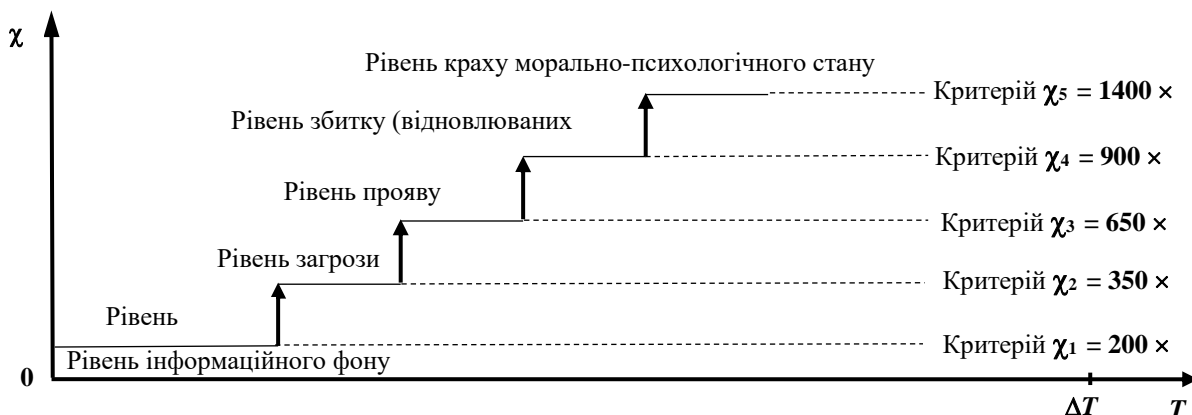 χ
Рівень краху морально-психологічного стану
Критерій χ5 = 1400 ×
Рівень збитку (відновлюваних
Критерій χ4 = 900 ×
Рівень прояву
Критерій χ3 = 650 ×
Рівень загрози
Критерій χ2 = 350 ×
Рівень
Критерій χ1 = 200 ×
Рівень інформаційного фону
0
ΔT
T